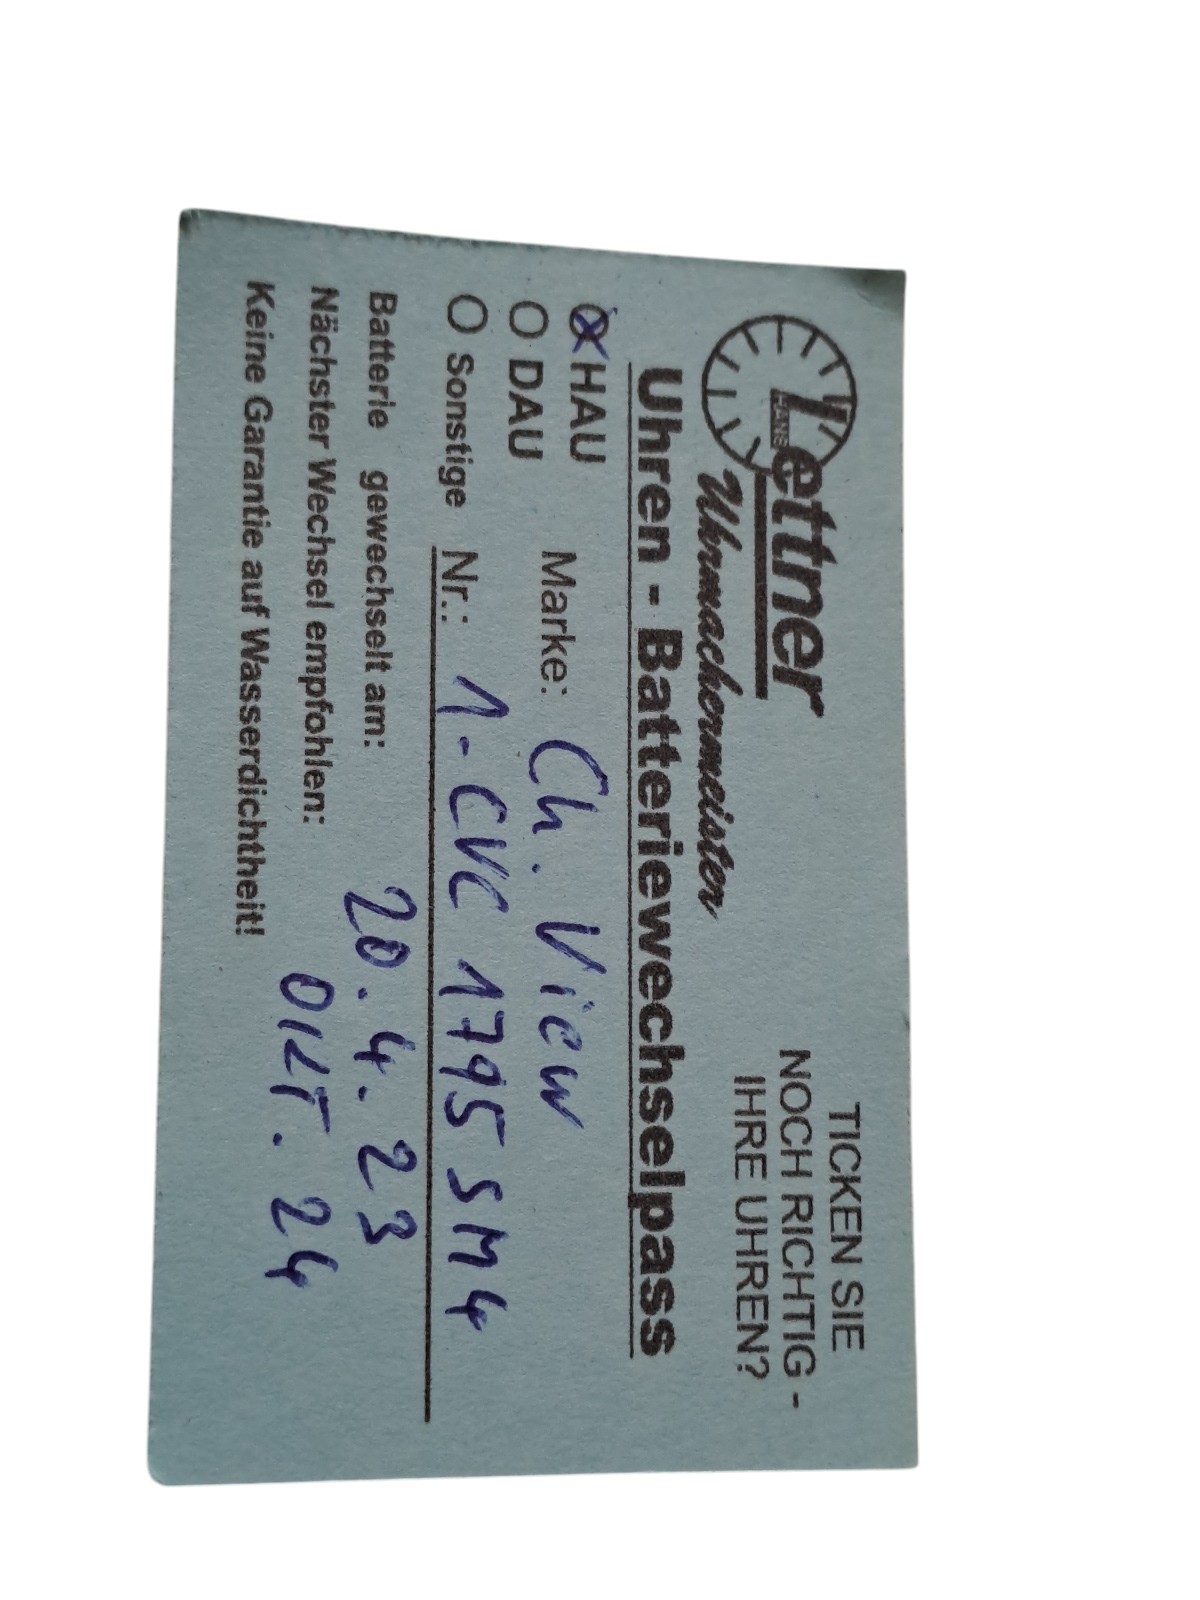 Lettner
HANS
Uhrmachermeister
TICKEN SIE
NOCH RICHTIG -
IHRE UHREN?
Uhren - Batteriewechselpass
HAU
DAU
Marke: Ch. View
Sonstige Nr.: 1-CVC 1795 SM4
Batterie gewechselt am: 20.4.23
Nächster Wechsel empfohlen: OKT. 24
Keine Garantie auf Wasserdichtheit!